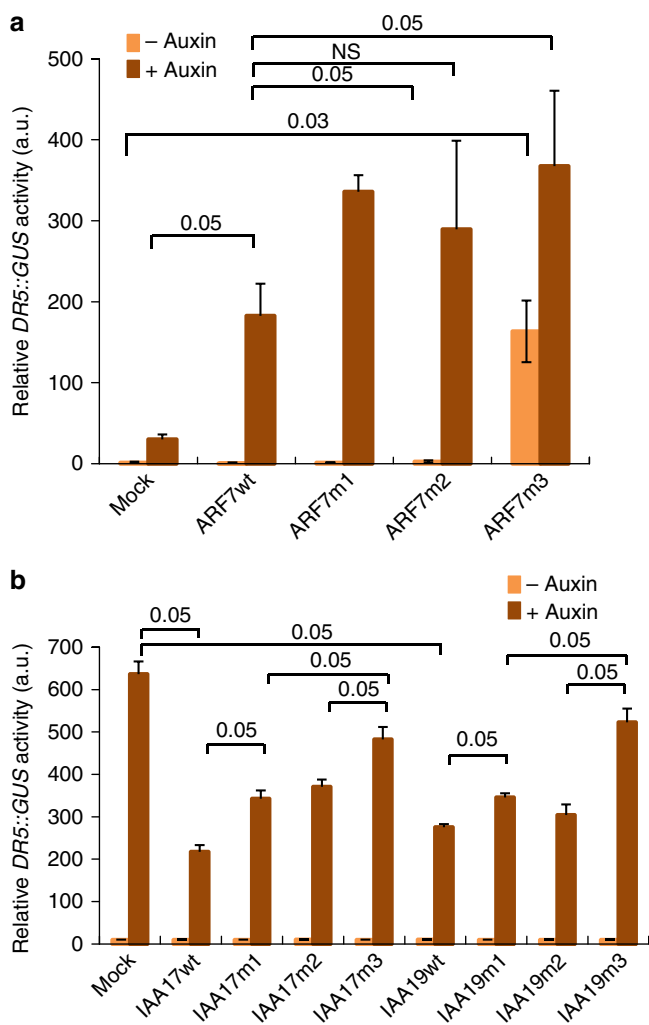 a
Relative DR5::GUS activity (a.u.)
500
400
300
200
100
0
– Auxin
+ Auxin
0.05
NS
0.05
0.03
0.05
Mock
ARF7wt
ARF7m1
ARF7m2
ARF7m3
b
Relative DR5::GUS activity (a.u.)
– Auxin
+ Auxin
700
600
500
400
300
200
100
0
0.05
0.05
0.05
0.05
0.05
0.05
0.05
0.05
Mock
IAA17wt
IAA17m1
IAA17m2
IAA17m3
IAA19wt
IAA19m1
IAA19m2
IAA19m3